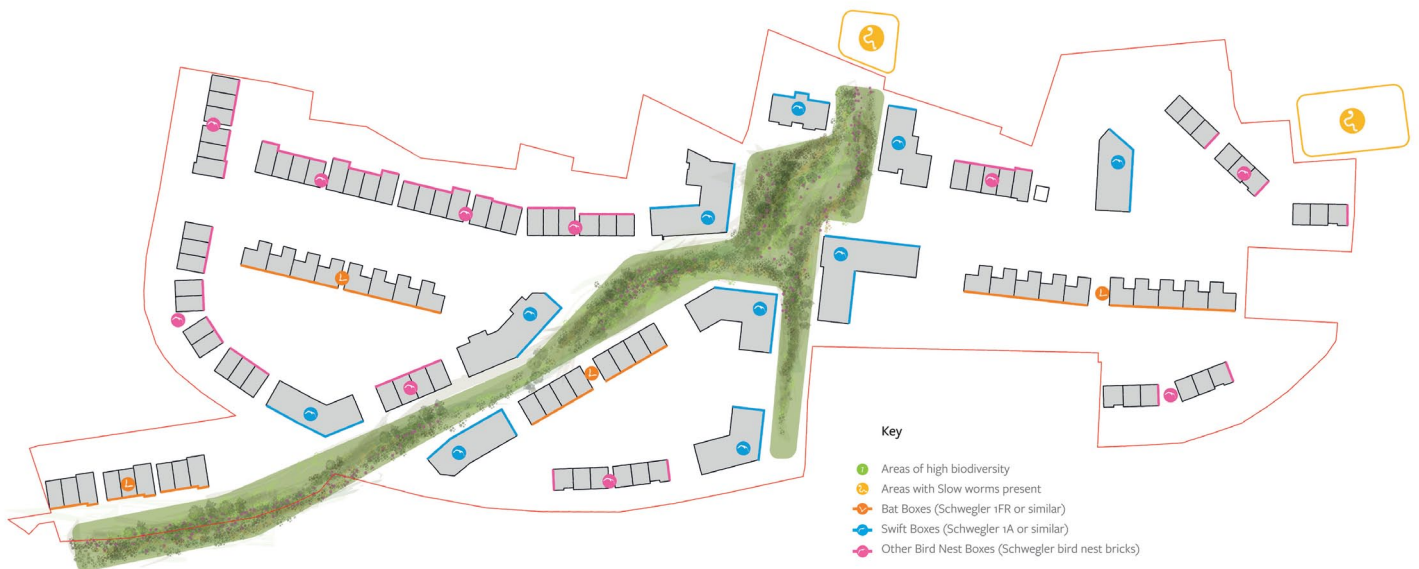 Key
Areas of high biodiversity
Areas with Slow worms present
Bat Boxes (Schwegler 1FR or similar)
Swift Boxes (Schwegler 1A or similar)
Other Bird Nest Boxes (Schwegler bird nest bricks)